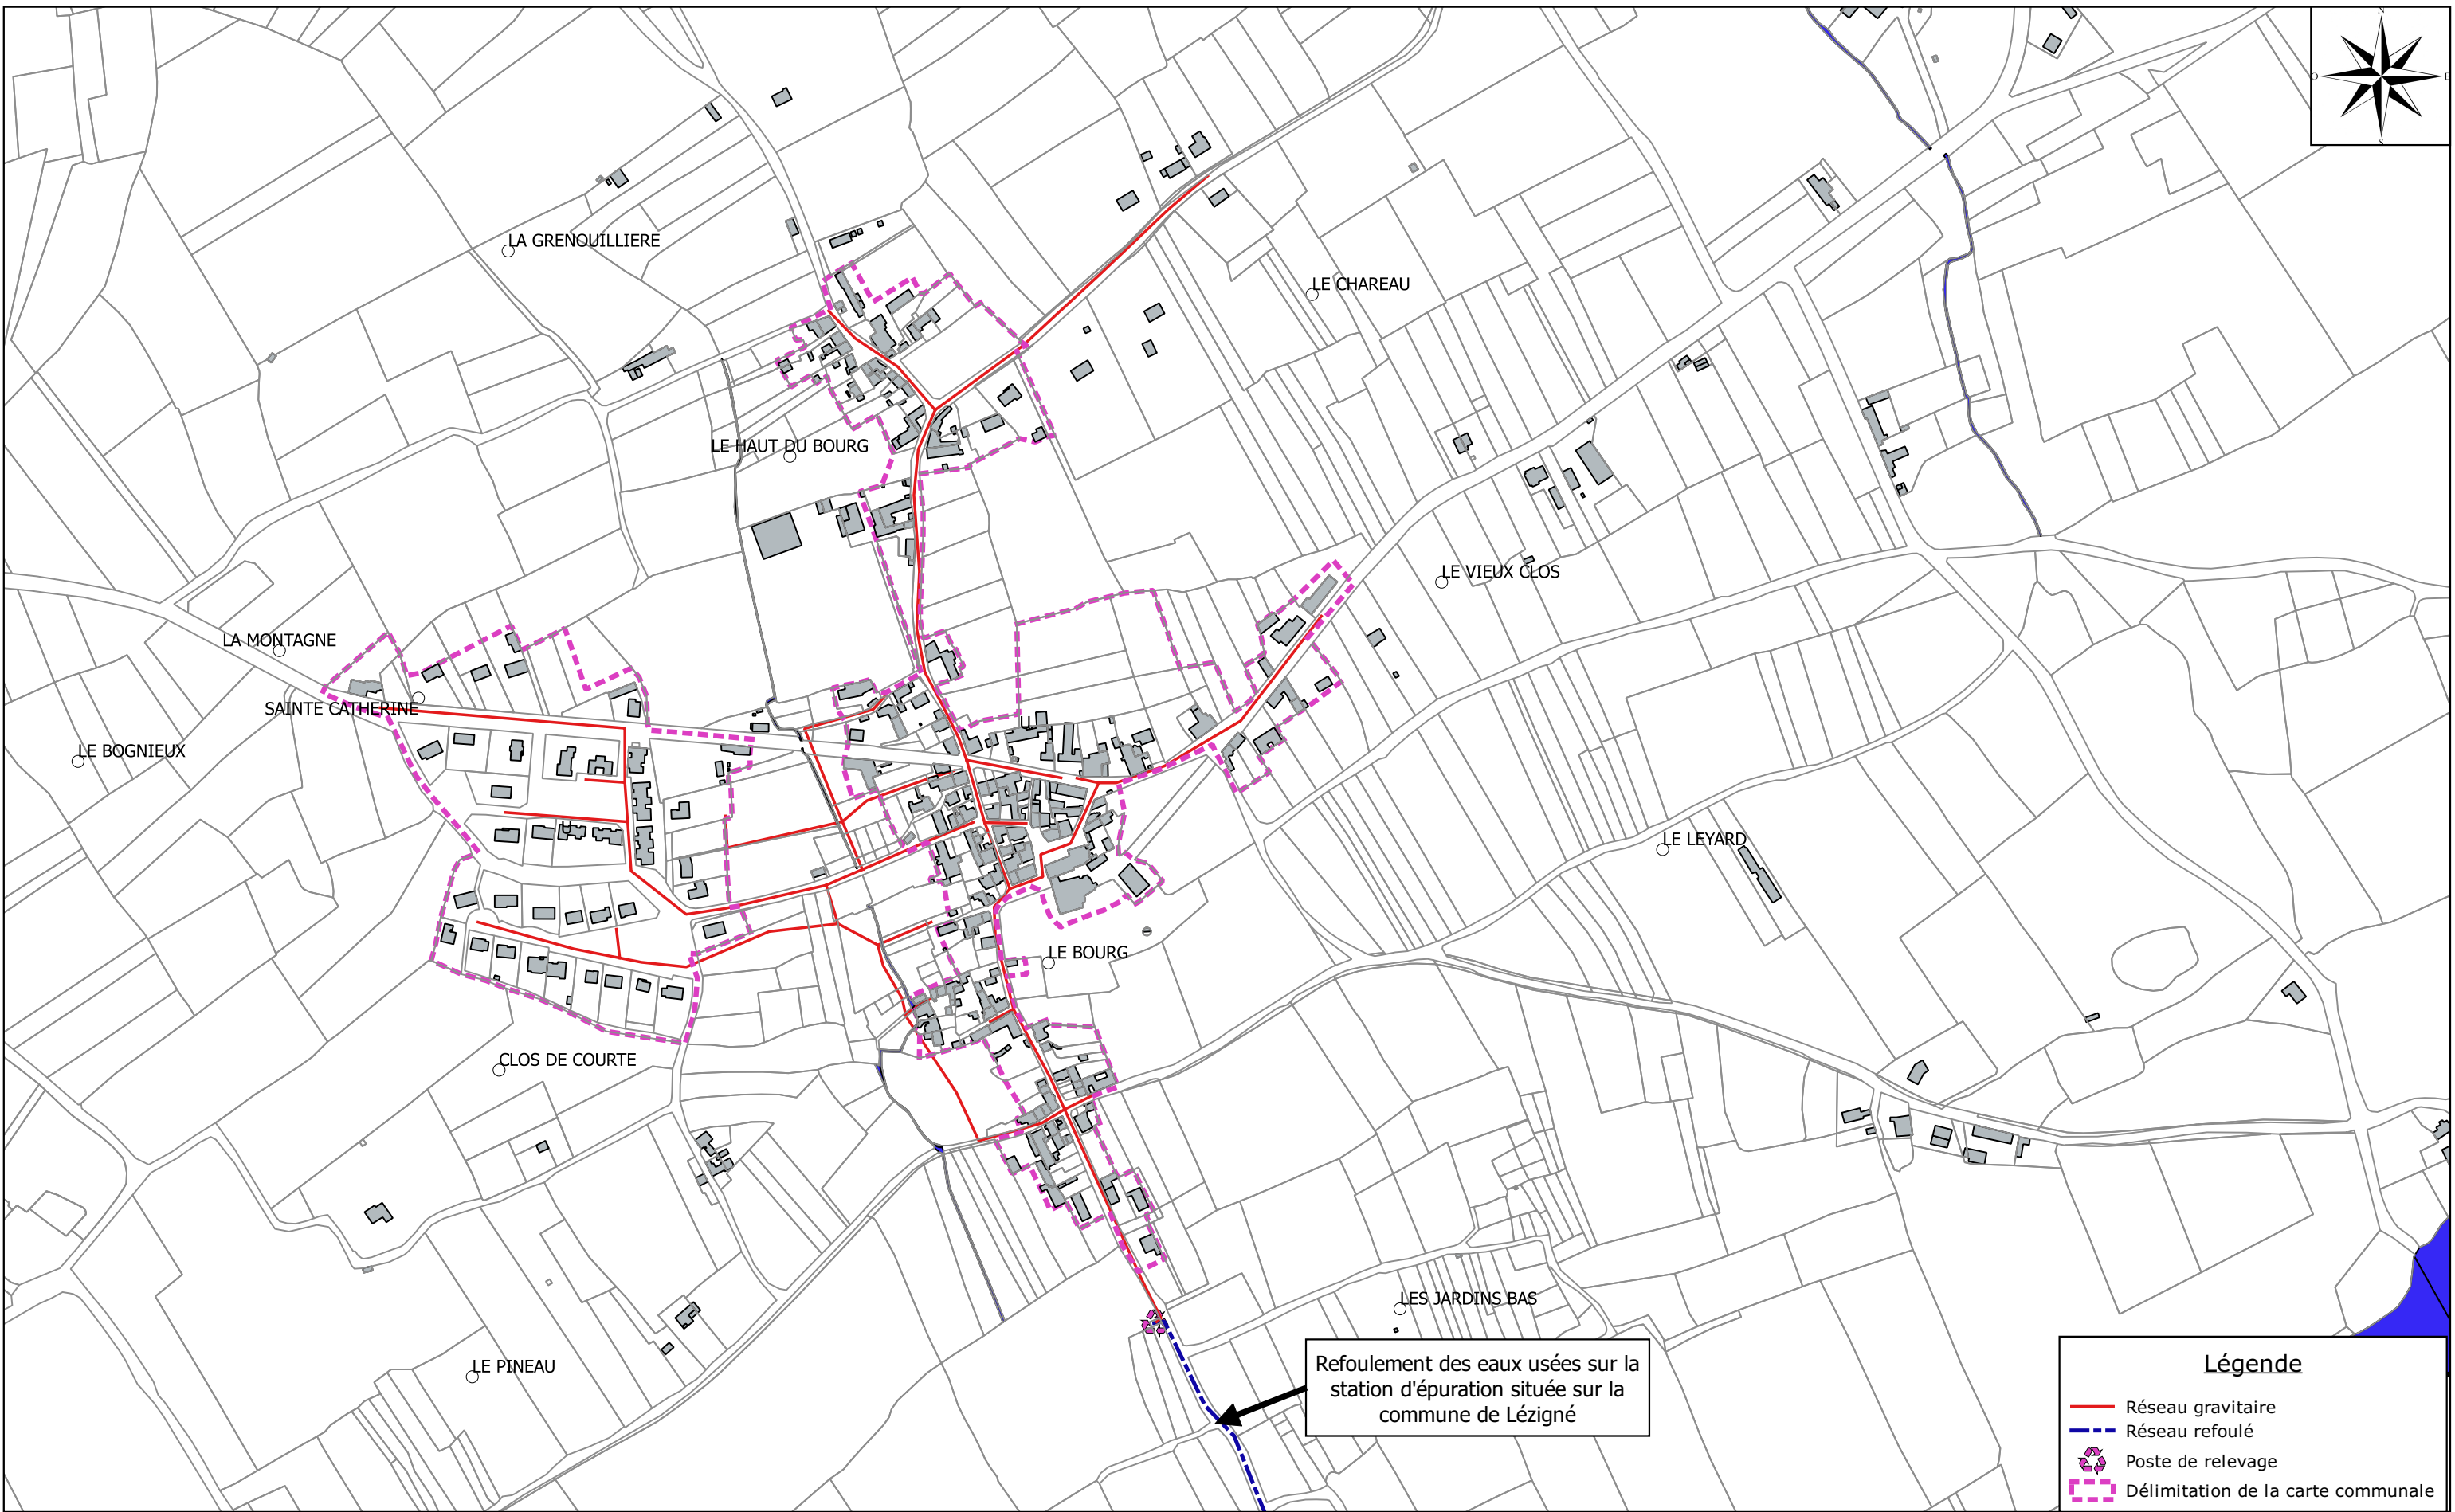 N
O
E
S
LA GRENOUILLIERE
LE CHAREAU
LE HAUT DU BOURG
LE VIEUX CLOS
LA MONTAGNE
SAINTE CATHERINE
LE BOGNIEUX
LE LEYARD
LE BOURG
CLOS DE COURTE
LES JARDINS BAS
LE PINEAU
Refoulement des eaux usées sur la
station d'épuration située sur la
commune de Lézigné
Légende
Réseau gravitaire
Réseau refoulé
Poste de relevage
Délimitation de la carte communale